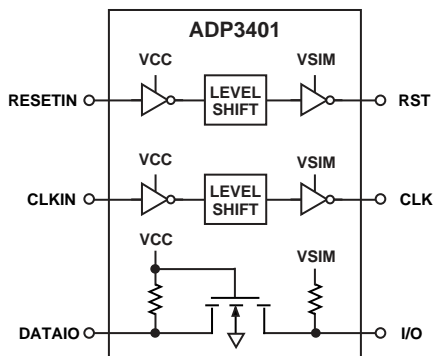 ADP3401
VCC
VSIM
RESETIN
LEVEL
SHIFT
RST
VCC
VSIM
CLKIN
LEVEL
SHIFT
CLK
VCC
VSIM
DATAIO
I/O